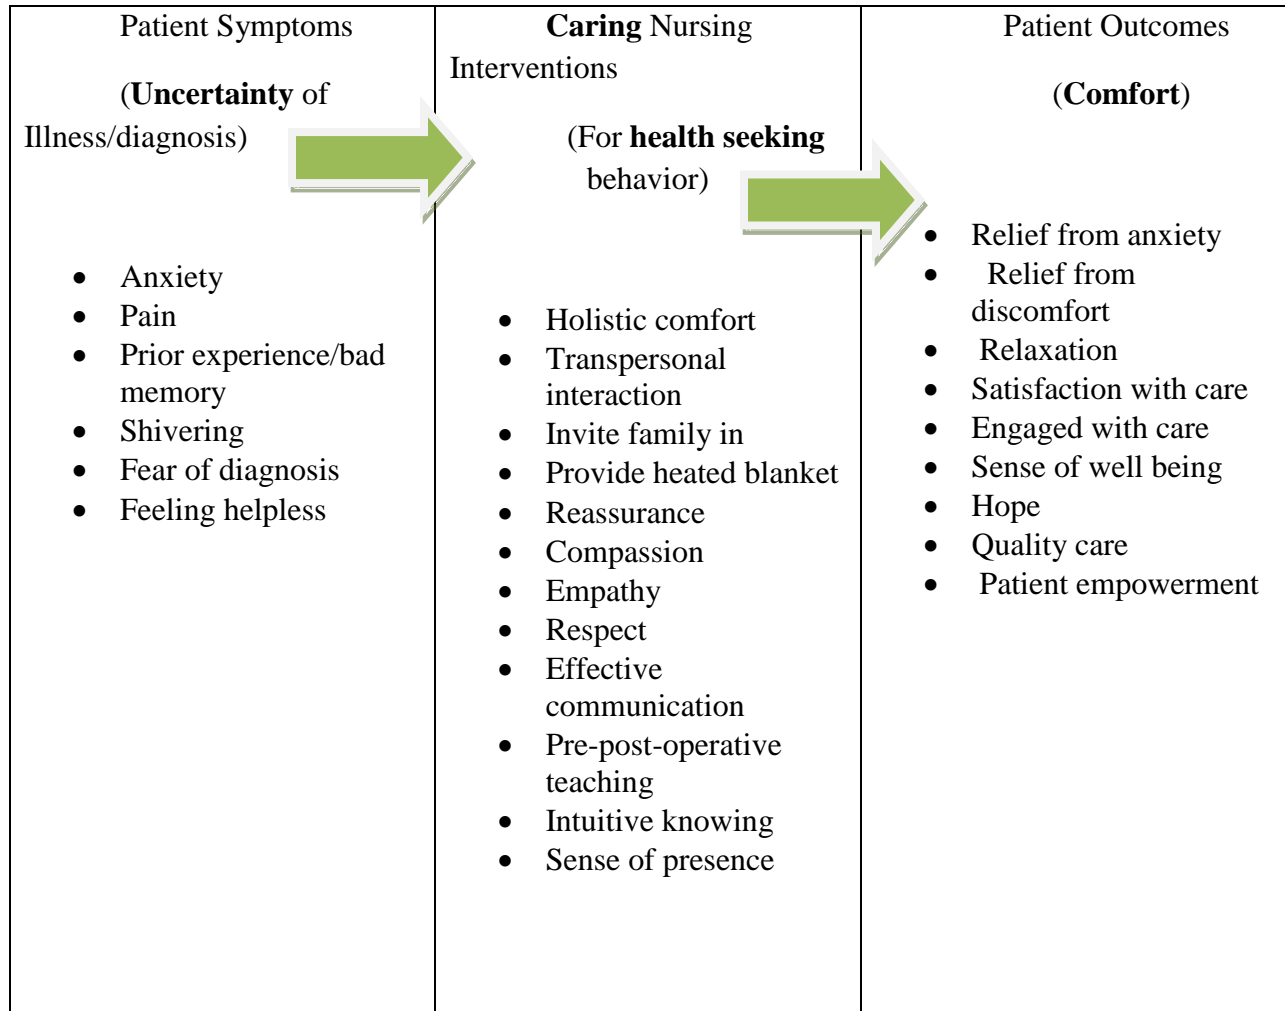 Patient Symptoms
(Uncertainty of
Illness/diagnosis)
• Anxiety
• Pain
• Prior experience/bad
memory
• Shivering
• Fear of diagnosis
• Feeling helpless
Caring Nursing
Interventions
(For health seeking
behavior)
• Holistic comfort
• Transpersonal
interaction
• Invite family in
• Provide heated blanket
• Reassurance
• Compassion
• Empathy
• Respect
• Effective
communication
• Pre-post-operative
teaching
• Intuitive knowing
• Sense of presence
Patient Outcomes
(Comfort)
• Relief from anxiety
• Relief from
discomfort
• Relaxation
• Satisfaction with care
• Engaged with care
• Sense of well being
• Hope
• Quality care
• Patient empowerment